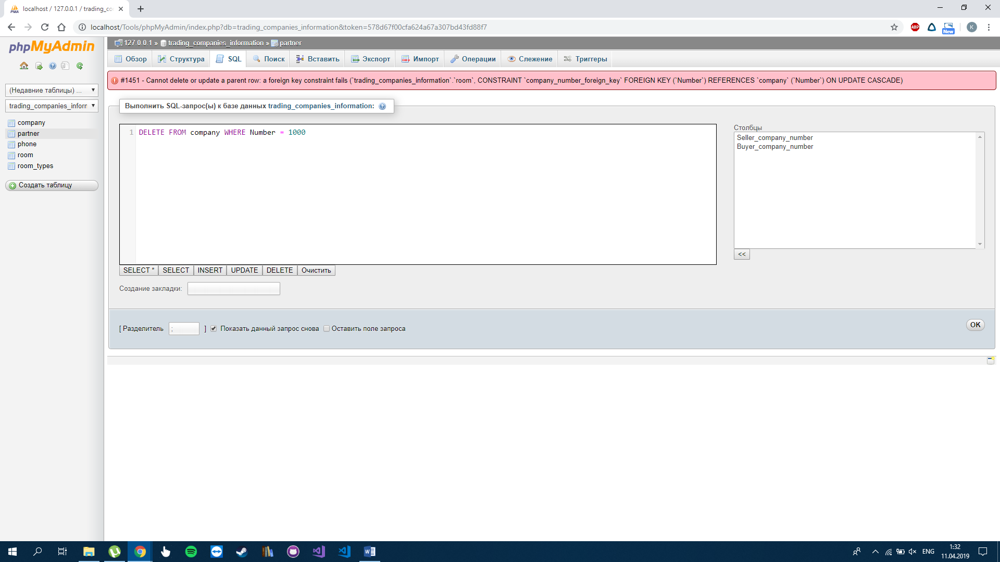 localhost / 127.0.0.1 / trading_co
localhost/Tools/phpMyAdmin/index.php?db=trading_companies_information&token=578d67f00cfa624a67a307bd43fd88f7
ABP
New
K
phpMyAdmin
127.0.0.1 » trading_companies_information » partner
Обзор Структура SQL Поиск Вставить Экспорт Импорт Операции Слежение Триггеры
#1451 - Cannot delete or update a parent row: a foreign key constraint fails (`trading_companies_information`.`room`, CONSTRAINT `company_number_foreign_key` FOREIGN KEY (`Number`) REFERENCES `company` (`Number`) ON UPDATE CASCADE)
(Недавние таблицы) ...
trading_companies_inforn
company
partner
phone
room
room_types
Создать таблицу
Выполнить SQL-запрос(ы) к базе данных trading_companies_information:
1 DELETE FROM company WHERE Number = 1000
Столбцы
Seller_company_number
Buyer_company_number
<<
SELECT * SELECT INSERT UPDATE DELETE Очистить
Создание закладки:
[ Разделитель ; ] Показать данный запрос снова Оставить поле запроса
OK
ENG
1:32
11.04.2019